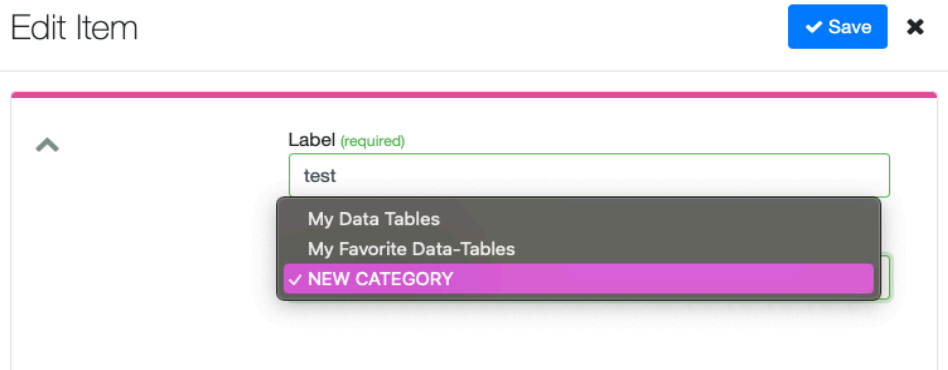 Edit Item
Save
Label (required)
test
My Data Tables
My Favorite Data-Tables
NEW CATEGORY